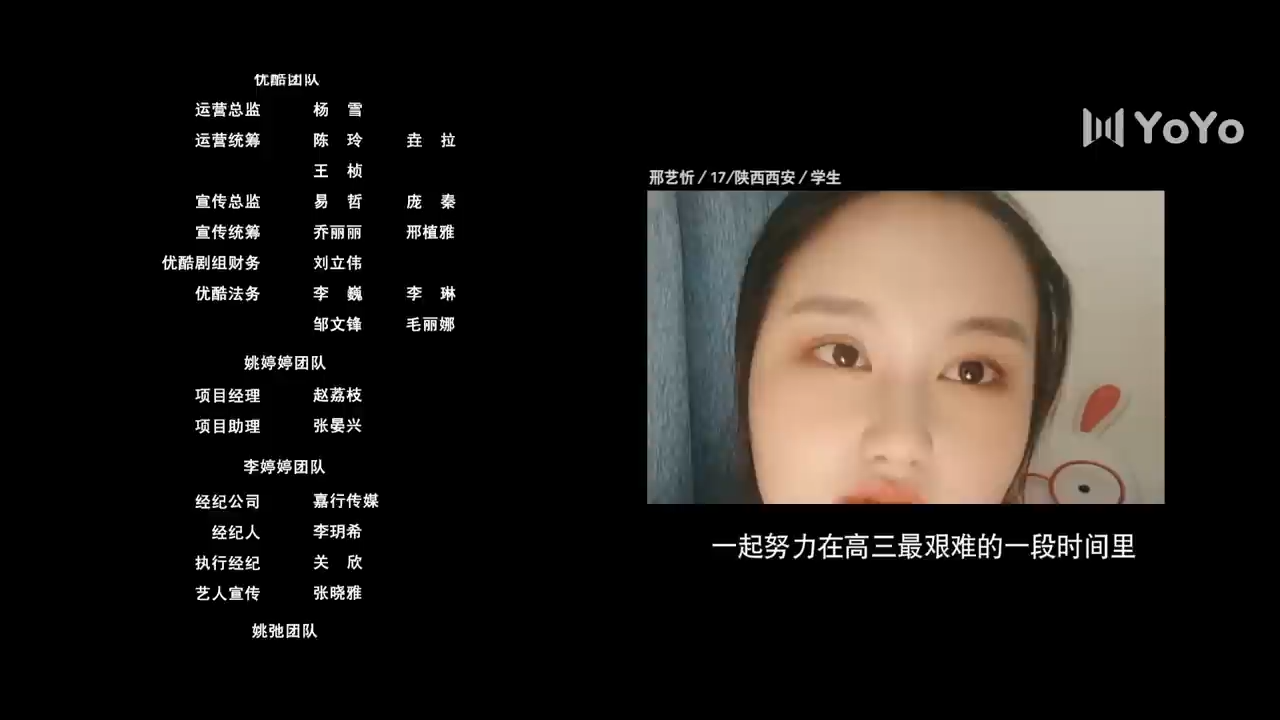 优酷团队
运营总监 杨 雪
运营统筹 陈 玲 垚 拉
王 桢
宣传总监 易 哲 庞 秦
宣传统筹 乔丽丽 邢植雅
优酷剧组财务 刘立伟
优酷法务 李 巍 李 琳
邹文锋 毛丽娜
姚婷婷团队
项目经理 赵荔枝
项目助理 张晏兴
李婷婷团队
经纪公司 嘉行传媒
经纪人 李玥希
执行经纪 关 欣
艺人宣传 张晓雅
姚弛团队
YoYo
邢艺忻 / 17/陕西西安 / 学生
一起努力在高三最艰难的一段时间里